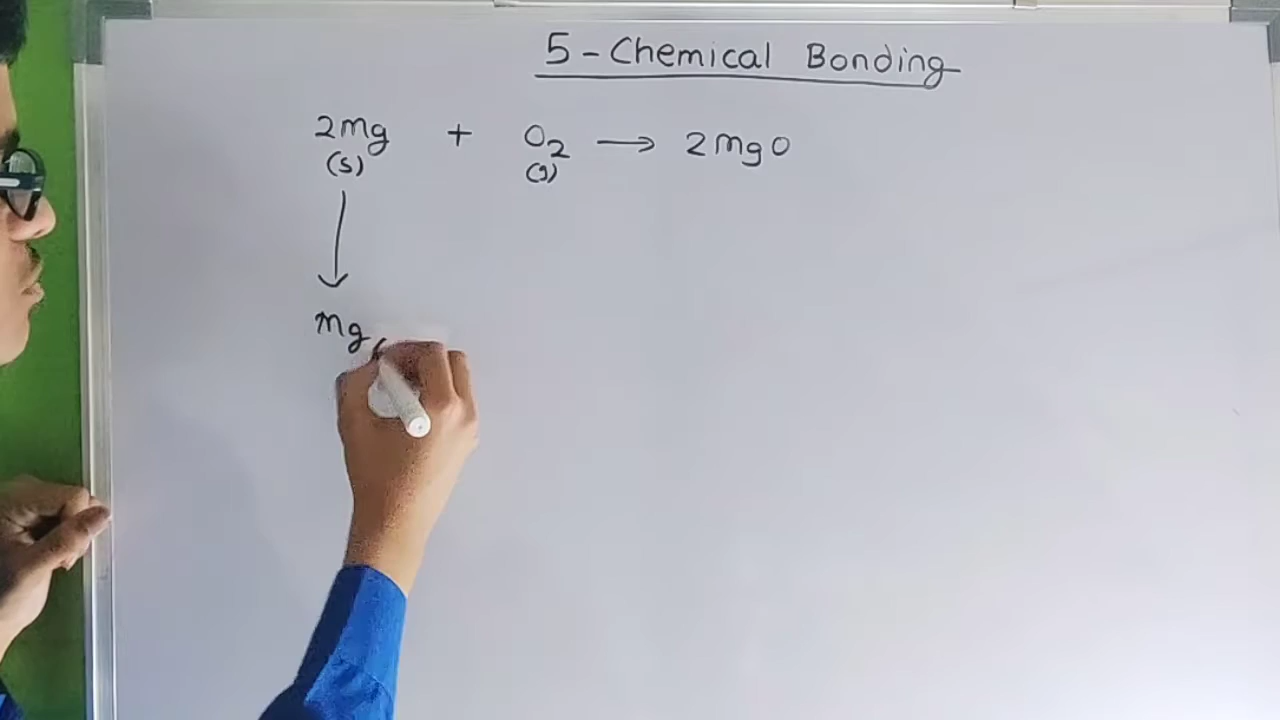 5 - Chemical Bonding
2Mg + O₂ → 2MgO
(s) (g)
↓
Mg (